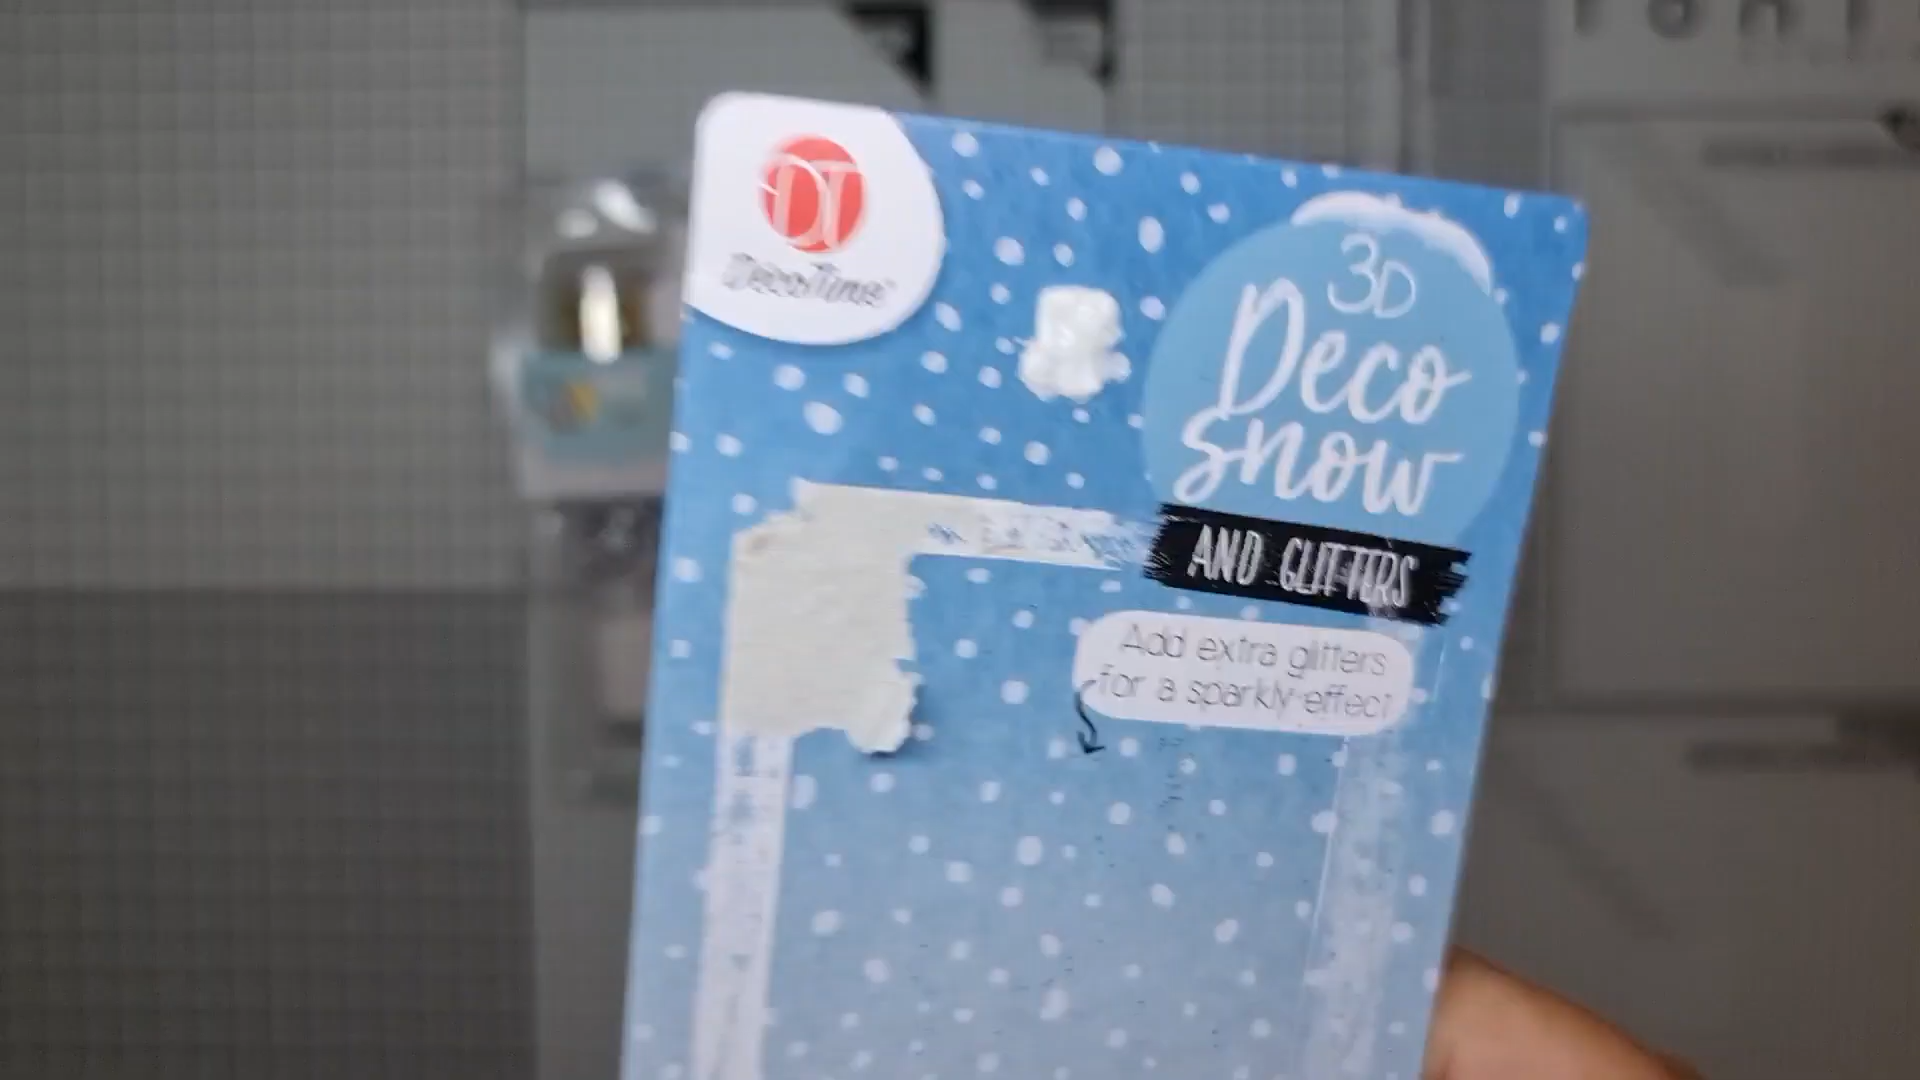 DT
DecoTime
3D
Deco
snow
AND GLITTERS
Add extra glitters
for a sparkly effect